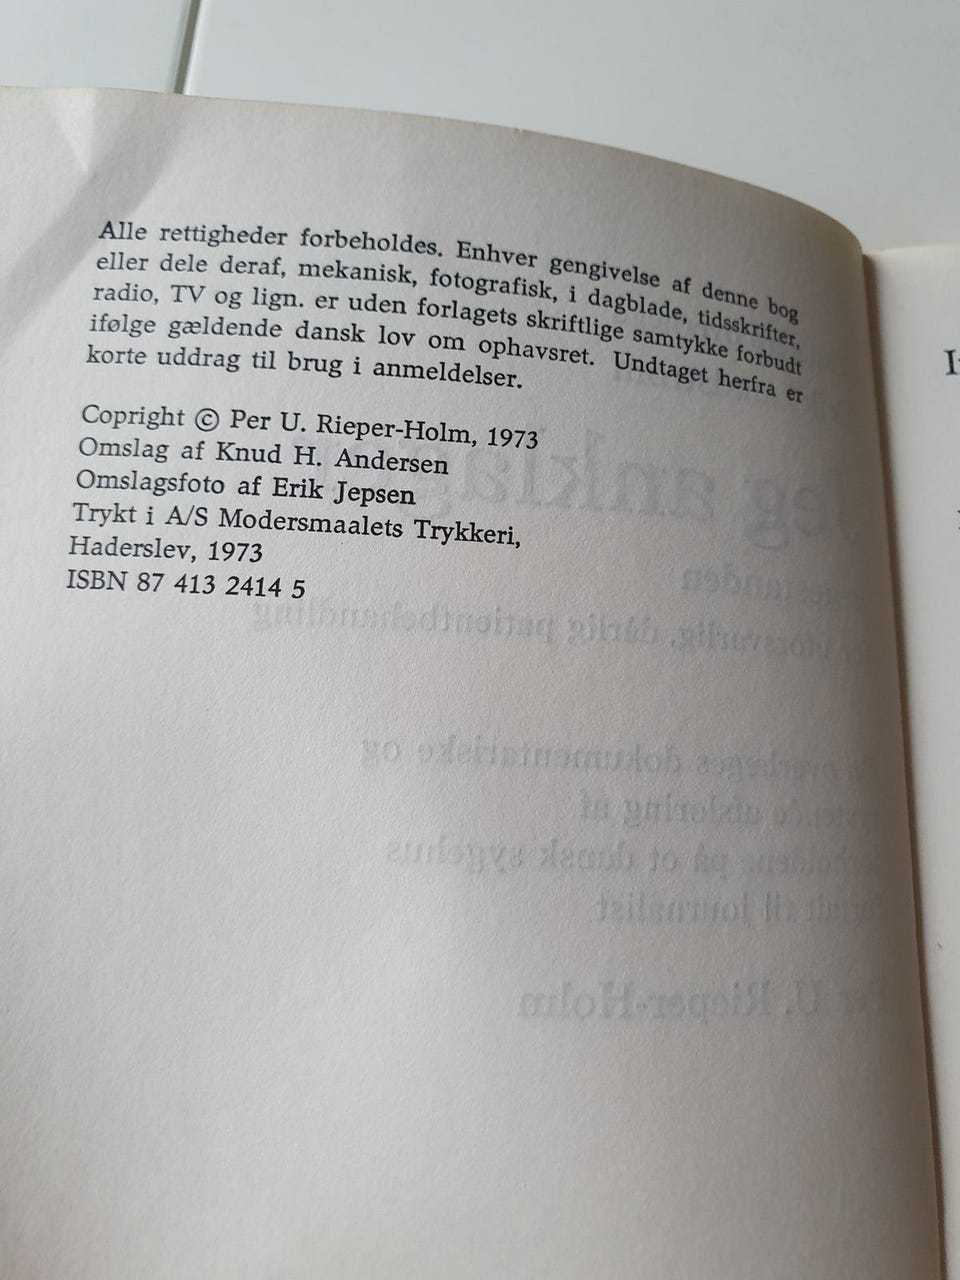 Alle rettigheder forbeholdes. Enhver gengivelse af denne bog
eller dele deraf, mekanisk, fotografisk, i dagblade, tidsskrifter,
radio, TV og lign. er uden forlagets skriftlige samtykke forbudt
ifølge gældende dansk lov om ophavsret. Undtaget herfra er
korte uddrag til brug i anmeldelser.
Copright © Per U. Rieper-Holm, 1973
Omslag af Knud H. Andersen
Omslagsfoto af Erik Jepsen
Trykt i A/S Modersmaalets Trykkeri,
Haderslev, 1973
ISBN 87 413 2414 5